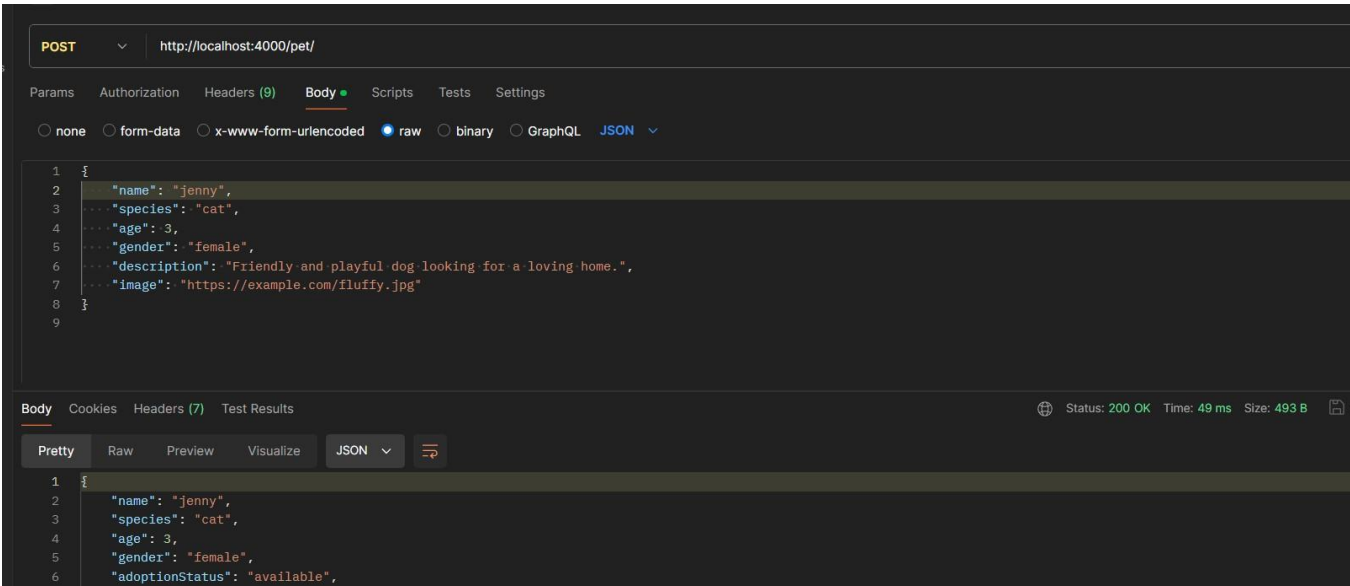 POST http://localhost:4000/pet/
Params Authorization Headers (9) Body Scripts Tests Settings
none form-data x-www-form-urlencoded raw binary GraphQL JSON
1 {
2 "name": "jenny",
3 "species": "cat",
4 "age": 3,
5 "gender": "female",
6 "description": "Friendly and playful dog looking for a loving home.",
7 "image": "https://example.com/fluffy.jpg"
8 }
9
Body Cookies Headers (7) Test Results Status: 200 OK Time: 49 ms Size: 493 B
Pretty Raw Preview Visualize JSON
1 {
2 "name": "jenny",
3 "species": "cat",
4 "age": 3,
5 "gender": "female",
6 "adoptionStatus": "available",